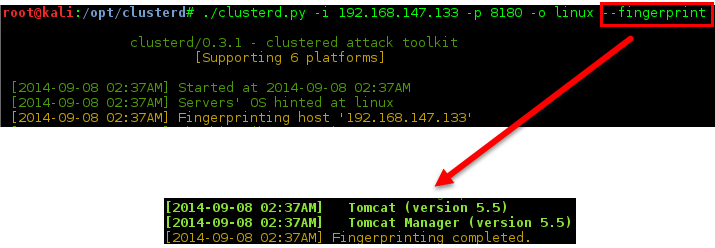 root@kali:/opt/clusterd# ./clusterd.py -i 192.168.147.133 -p 8180 -o linux --fingerprint
clusterd/0.3.1 - clustered attack toolkit
[Supporting 6 platforms]
[2014-09-08 02:37AM] Started at 2014-09-08 02:37AM
[2014-09-08 02:37AM] Servers' OS hinted at linux
[2014-09-08 02:37AM] Fingerprinting host '192.168.147.133'
[2014-09-08 02:37AM] Tomcat (version 5.5)
[2014-09-08 02:37AM] Tomcat Manager (version 5.5)
[2014-09-08 02:37AM] Fingerprinting completed.